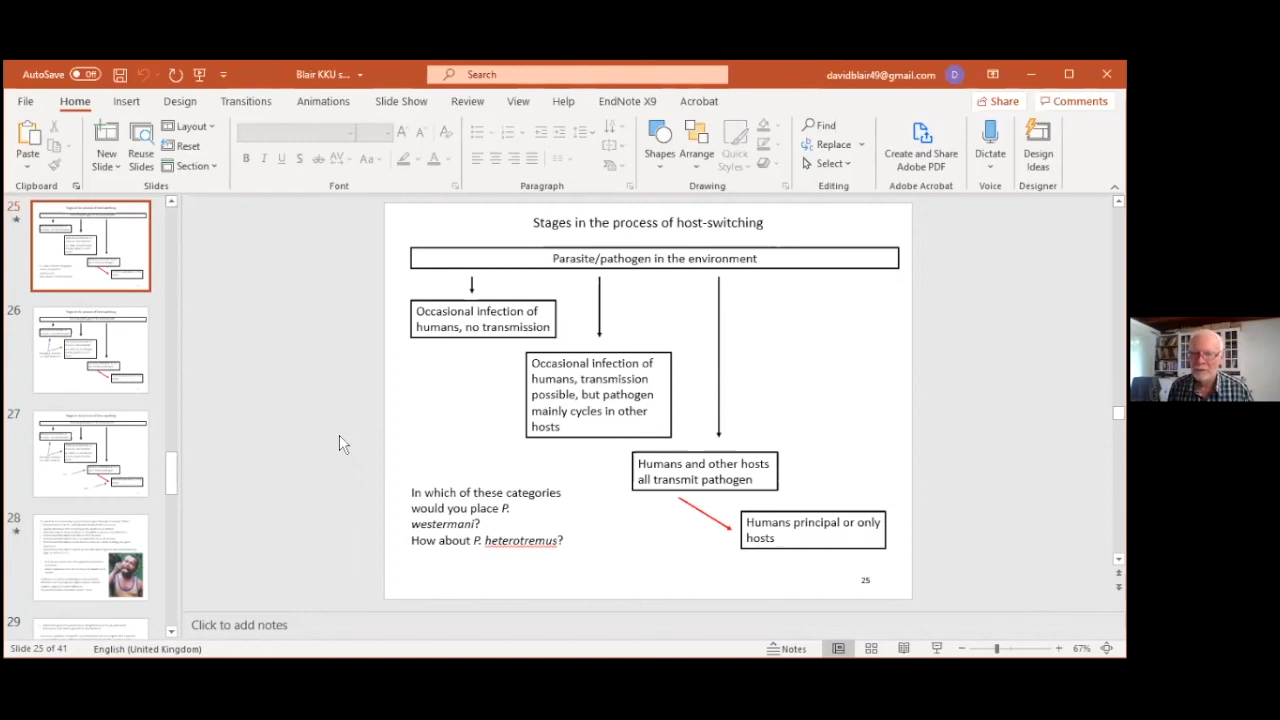 AutoSave Off
Blair KKU s...
Search
davidblair49@gmail.com
D
File Home Insert Design Transitions Animations Slide Show Review View Help EndNote X9 Acrobat
Share Comments
Paste
New
Slide
Reuse
Slides
Layout
Reset
Section
Shapes
Arrange
Quick
Styles
Find
Replace
Select
Create and Share
Adobe PDF
Dictate
Design
Ideas
Clipboard Slides Font Paragraph Drawing Editing Adobe Acrobat Voice Designer
25
26
27
28
29
Stages in the process of host-switching
Parasite/pathogen in the environment
Occasional infection of
humans, no transmission
Occasional infection of
humans, transmission
possible, but pathogen
mainly cycles in other
hosts
Humans and other hosts
all transmit pathogen
Humans principal or only
hosts
In which of these categories
would you place P.
westermani?
How about P. heterotremus?
25
Click to add notes
Slide 25 of 41 English (United Kingdom) Notes 67%